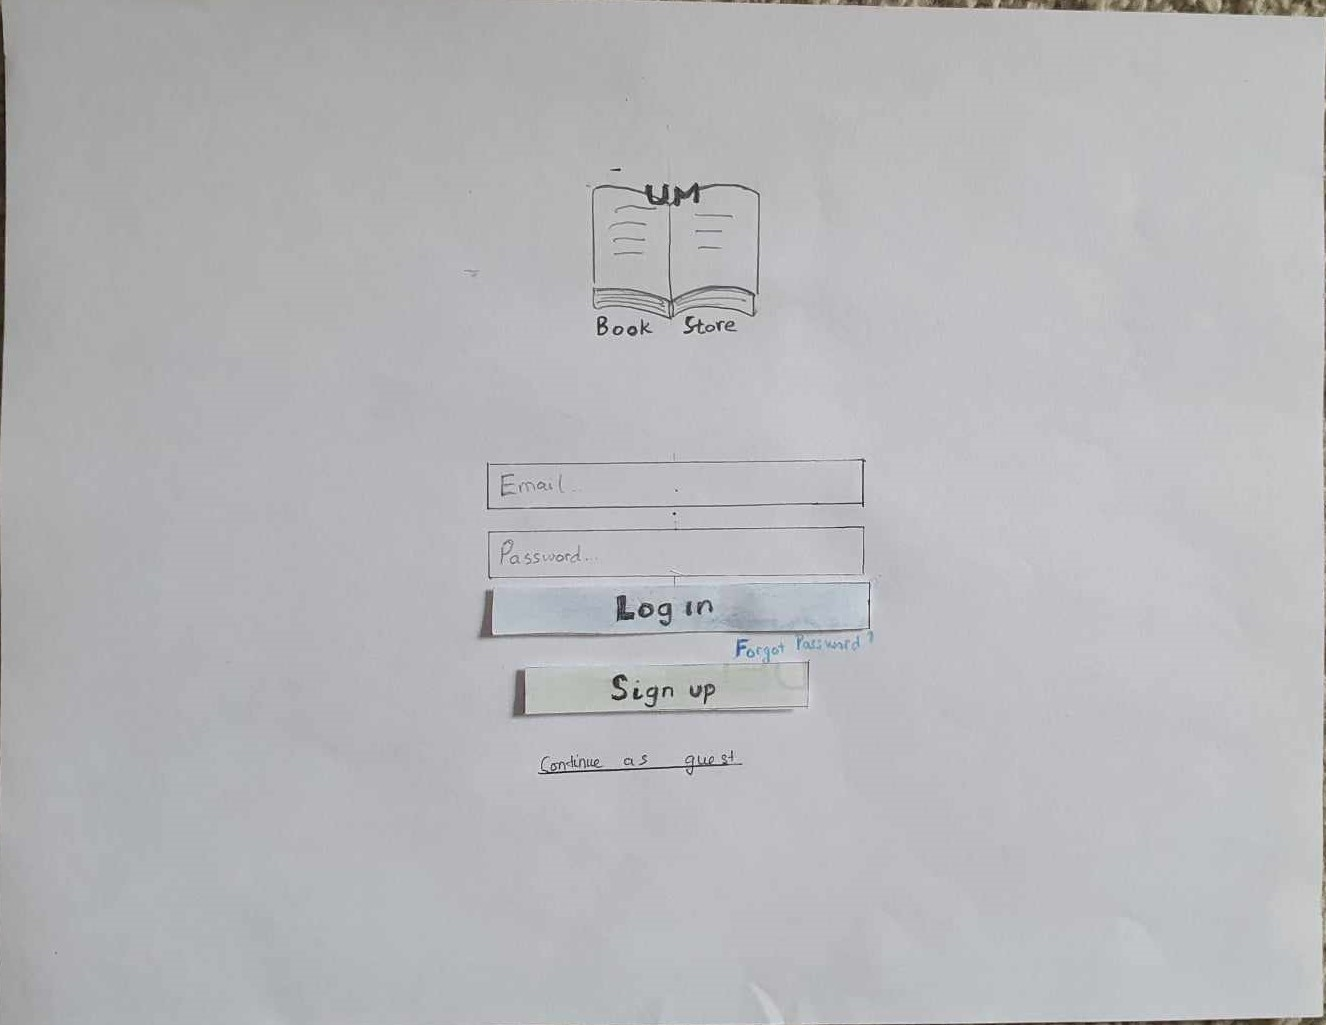 UM
Book Store
Email..
Password...
Log in
Forgot Password?
Sign up
Continue as guest